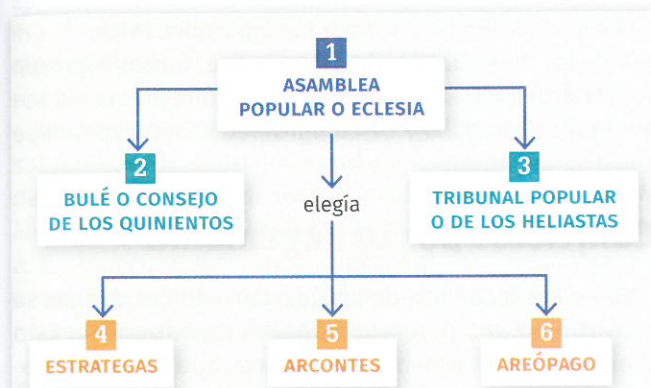 1
ASAMBLEA
POPULAR O ECLESIA
2
BULÉ O CONSEJO
DE LOS QUINIENTOS
3
TRIBUNAL POPULAR
O DE LOS HELIASTAS
elegía
4
ESTRATEGAS
5
ARCONTES
6
AREÓPAGO